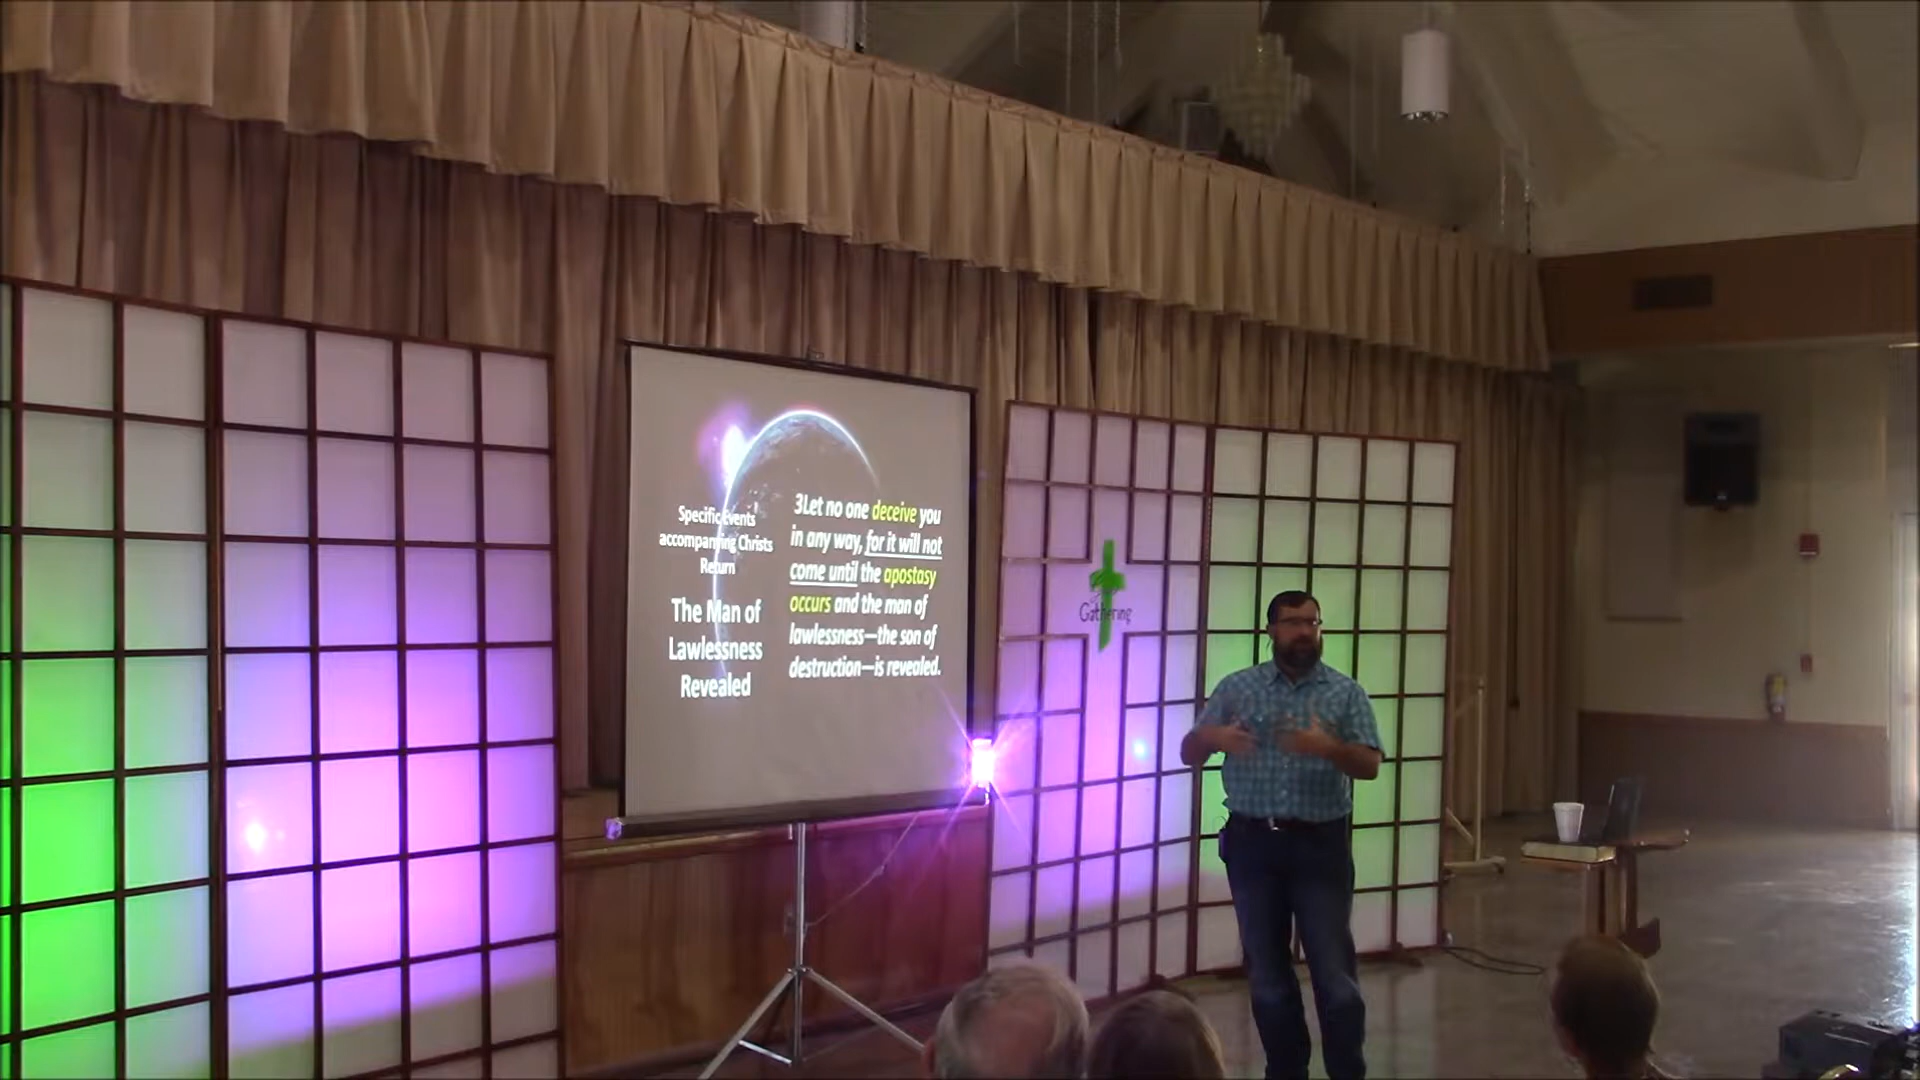 Specific Events
accompanying Christs
Return
The Man of
Lawlessness
Revealed
3Let no one deceive you
in any way, for it will not
come until the apostasy
occurs and the man of
lawlessness—the son of
destruction—is revealed.
Gathering